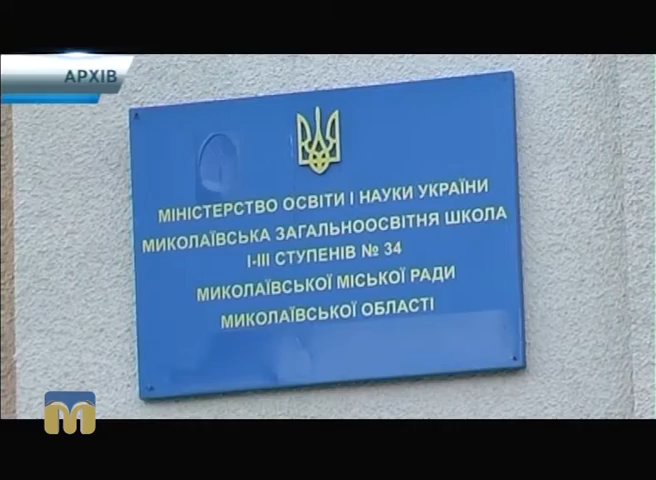 АРХІВ
МІНІСТЕРСТВО ОСВІТИ І НАУКИ УКРАЇНИ
МИКОЛАЇВСЬКА ЗАГАЛЬНООСВІТНЯ ШКОЛА
І-ІІІ СТУПЕНІВ № 34
МИКОЛАЇВСЬКОЇ МІСЬКОЇ РАДИ
МИКОЛАЇВСЬКОЇ ОБЛАСТІ